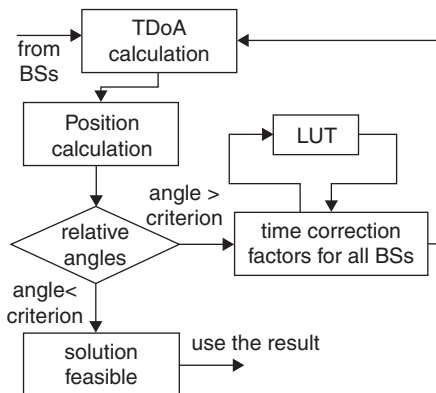 from
BSs
TDoA
calculation
Position
calculation
LUT
relative
angles
angle >
criterion
time correction
factors for all BSs
angle<
criterion
solution
feasible
use the result